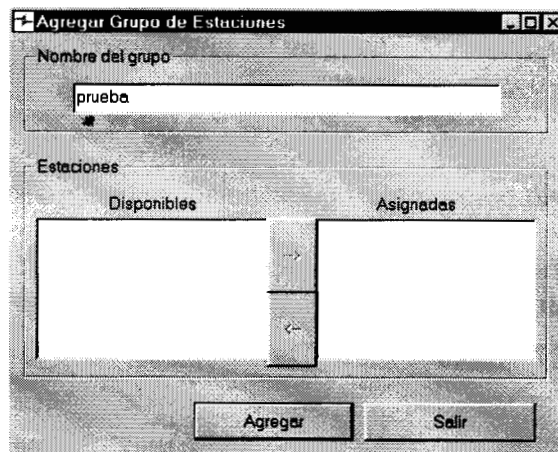 Agregar Grupo de Estaciones
Nombre del grupo
prueba
Estaciones
Disponibles Asignadas
-->
<--
Agregar Salir